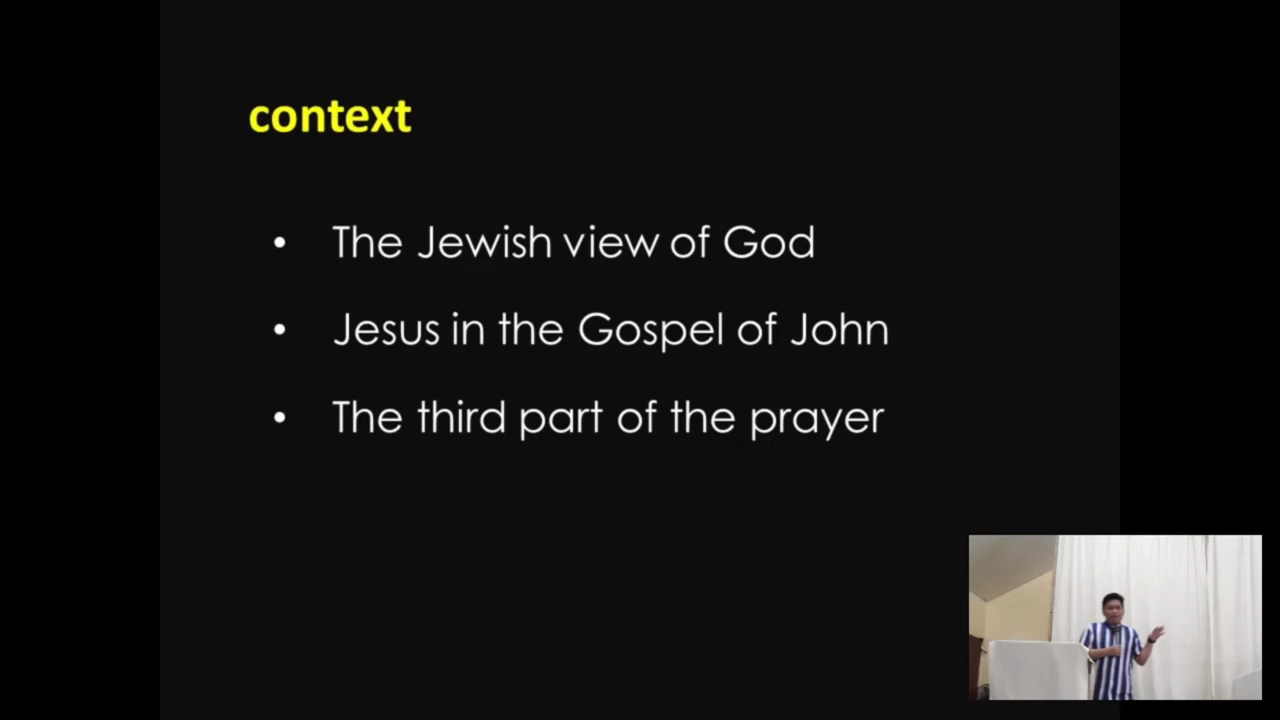 context
• The Jewish view of God
• Jesus in the Gospel of John
• The third part of the prayer